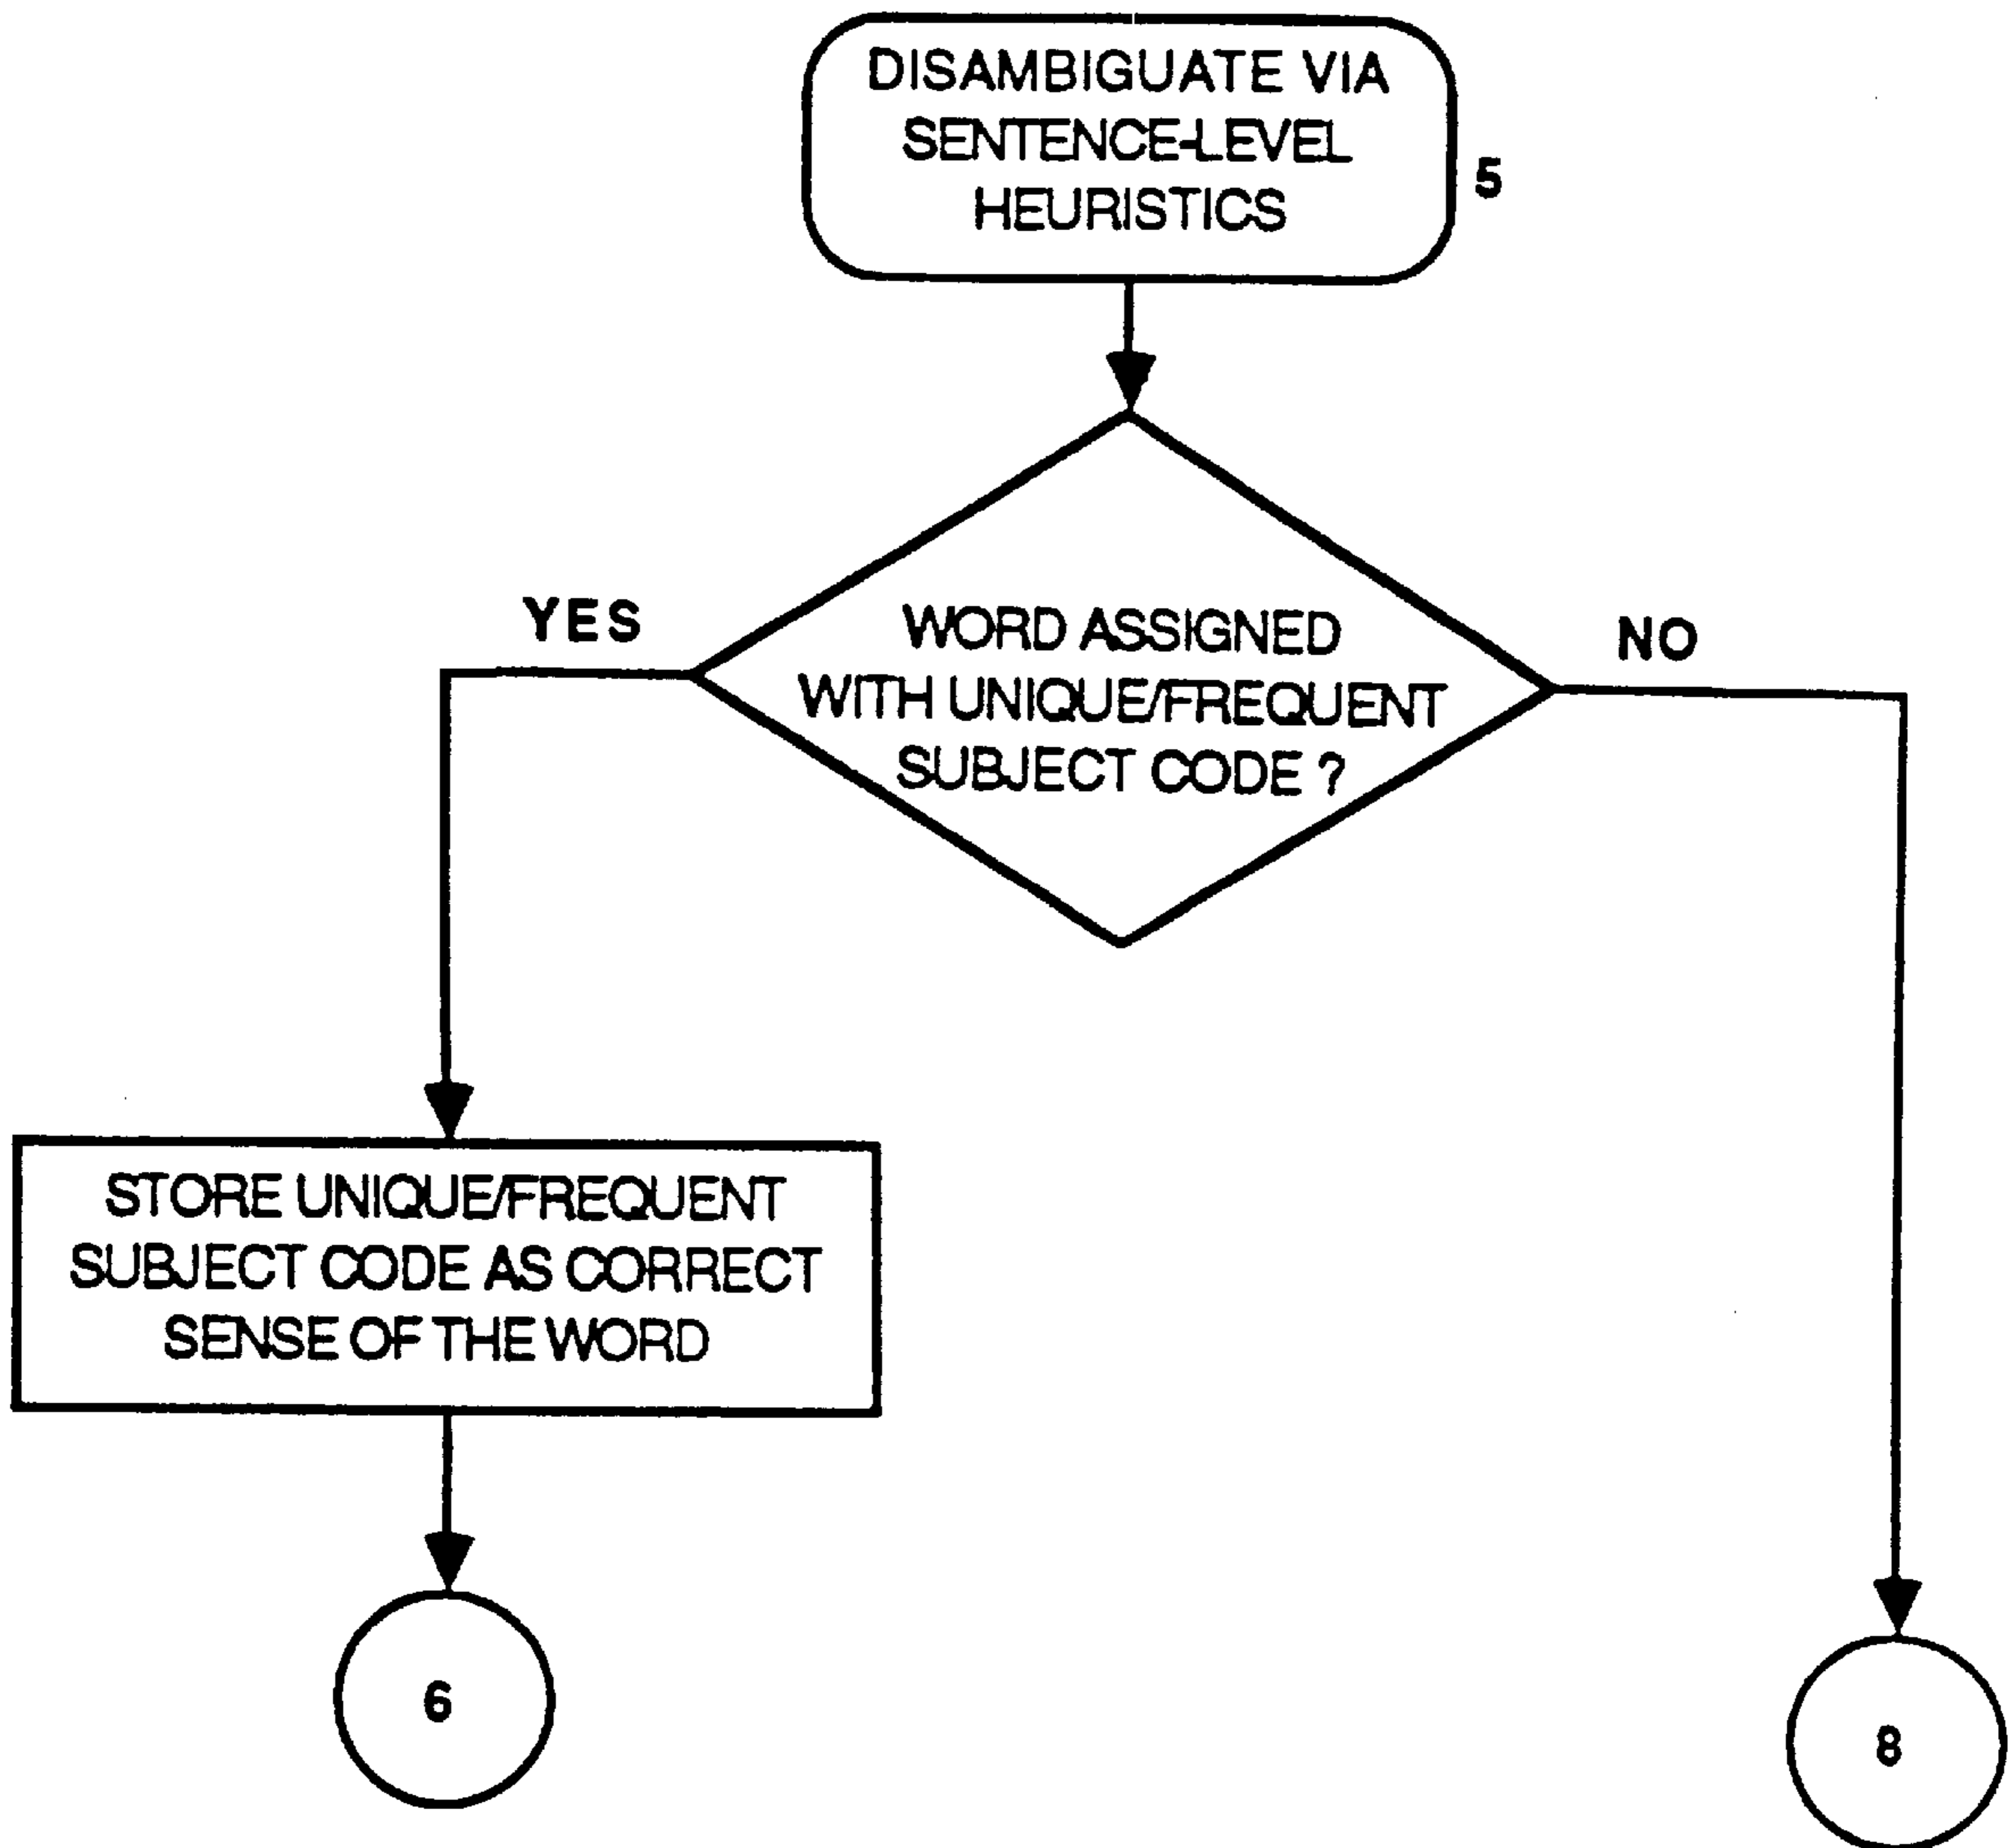 DISAMBIGUATE VIA
SENTENCE-LEVEL
HEURISTICS
5
YES
WORD ASSIGNED
WITH UNIQUE/FREQUENT
SUBJECT CODE ?
NO
STORE UNIQUE/FREQUENT
SUBJECT CODE AS CORRECT
SENSE OF THE WORD
6
8